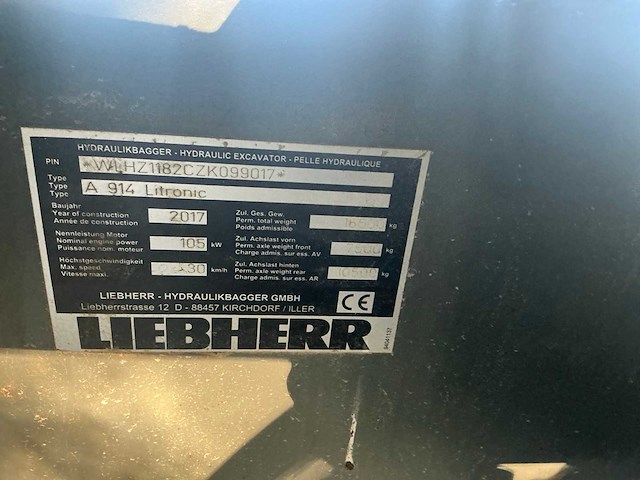 HYDRAULIKBAGGER - HYDRAULIC EXCAVATOR - PELLE HYDRAULIQUE
PIN *WLHZ1182CZK099017*
Type
Type A 914 Litronic
Type
Baujahr
Year of construction 2017
Année de construction
Nennleistung Motor
Nominal engine power 105 kW
Puissance nom. moteur
Höchstgeschwindigkeit
Max. speed 30 km/h
Vitesse maxi.
Zul. Ges. Gew.
Perm. total weight kg
Poids admissible
Zul. Achslast vorn
Perm. axle weight front kg
Charge admis. sur ess. AV
Zul. Achslast hinten
Perm. axle weight rear kg
Charge admis. sur ess. AR
LIEBHERR - HYDRAULIKBAGGER GMBH
Liebherrstrasse 12 D - 88457 KIRCHDORF / ILLER
CE
LIEBHERR